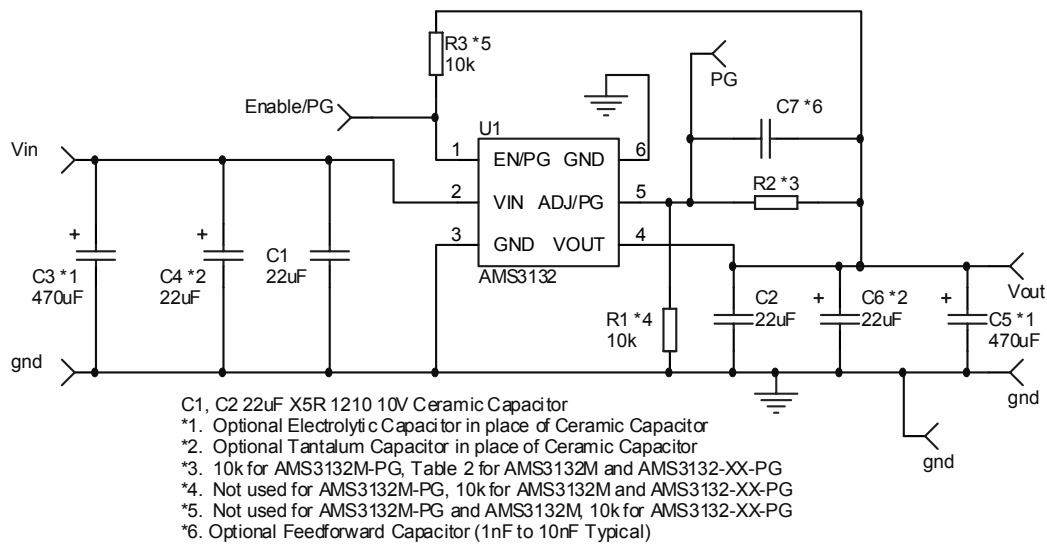 R3 *5
10k
PG
C7 *6
Enable/PG
U1
Vin
1
EN/PG
GND
6
2
VIN
ADJ/PG
5
R2 *3
3
GND
VOUT
4
AMS3132
C3 *1
470uF
C4 *2
22uF
C1
22uF
R1 *4
10k
C2
22uF
C6 *2
22uF
C5 *1
470uF
Vout
gnd
gnd
gnd
+
+
+
+
C1, C2 22uF X5R 1210 10V Ceramic Capacitor
*1. Optional Electrolytic Capacitor in place of Ceramic Capacitor
*2. Optional Tantalum Capacitor in place of Ceramic Capacitor
*3. 10k for AMS3132M-PG, Table 2 for AMS3132M and AMS3132-XX-PG
*4. Not used for AMS3132M-PG, 10k for AMS3132M and AMS3132-XX-PG
*5. Not used for AMS3132M-PG and AMS3132M, 10k for AMS3132-XX-PG
*6. Optional Feedforward Capacitor (1nF to 10nF Typical)